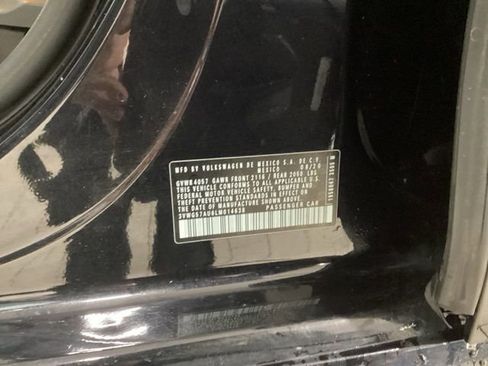 MFD BY VOLKSWAGEN DE MEXICO S.A. DE C.V.
MEXICO 08/20
GVWR 4057 GAWR FRONT 2116 / REAR 2050 LBS
THIS VEHICLE CONFORMS TO ALL APPLICABLE U.S.
FEDERAL MOTOR VEHICLE SAFETY, BUMPER AND
THEFT PREVENTION STANDARDS IN EFFECT ON
THE DATE OF MANUFACTURE SHOWN ABOVE.
PASSENGER CAR